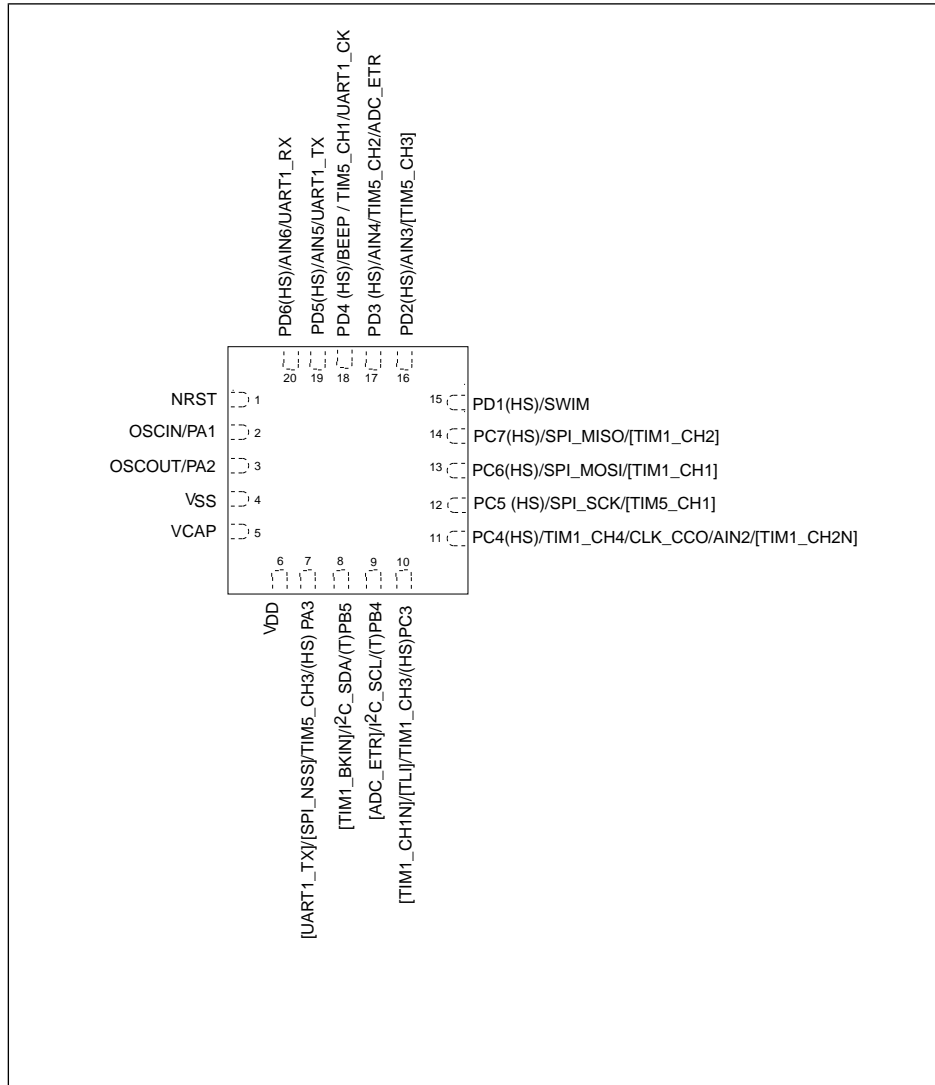 PD6(HS)/AIN6/UART1_RX
PD5(HS)/AIN5/UART1_TX
PD4 (HS)/BEEP / TIM5_CH1/UART1_CK
PD3 (HS)/AIN4/TIM5_CH2/ADC_ETR
PD2(HS)/AIN3/[TIM5_CH3]
20 19 18 17 16
NRST 1
OSCIN/PA1 2
OSCOUT/PA2 3
VSS 4
VCAP 5
15 PD1(HS)/SWIM
14 PC7(HS)/SPI_MISO/[TIM1_CH2]
13 PC6(HS)/SPI_MOSI/[TIM1_CH1]
12 PC5 (HS)/SPI_SCK/[TIM5_CH1]
11 PC4(HS)/TIM1_CH4/CLK_CCO/AIN2/[TIM1_CH2N]
6 7 8 9 10
VDD
[UART1_TX]/[SPI_NSS]/TIM5_CH3/(HS) PA3
[TIM1_BKIN]/I²C_SDA/(T)PB5
[ADC_ETR]/I²C_SCL/(T)PB4
[TIM1_CH1N]/[TLI]/TIM1_CH3/(HS)PC3